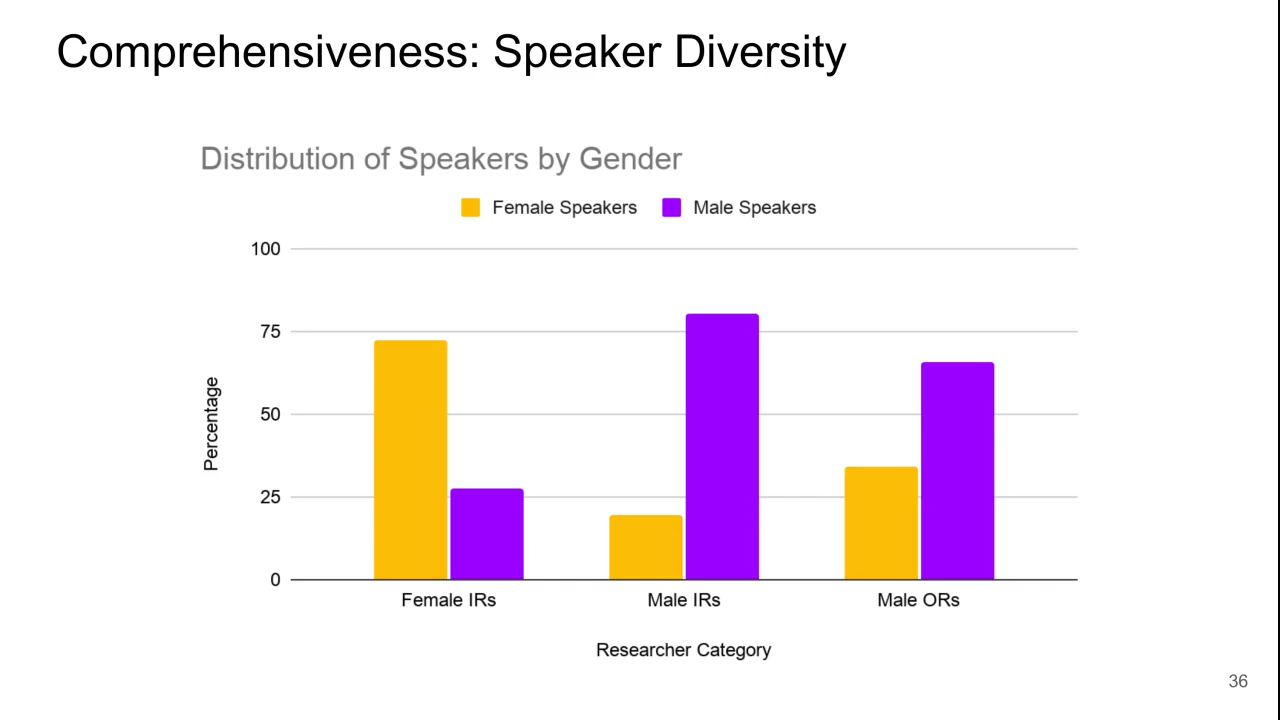 Comprehensiveness: Speaker Diversity
Distribution of Speakers by Gender
Female Speakers Male Speakers
100
75
50
25
0
Percentage
Female IRs Male IRs Male ORs
Researcher Category
36